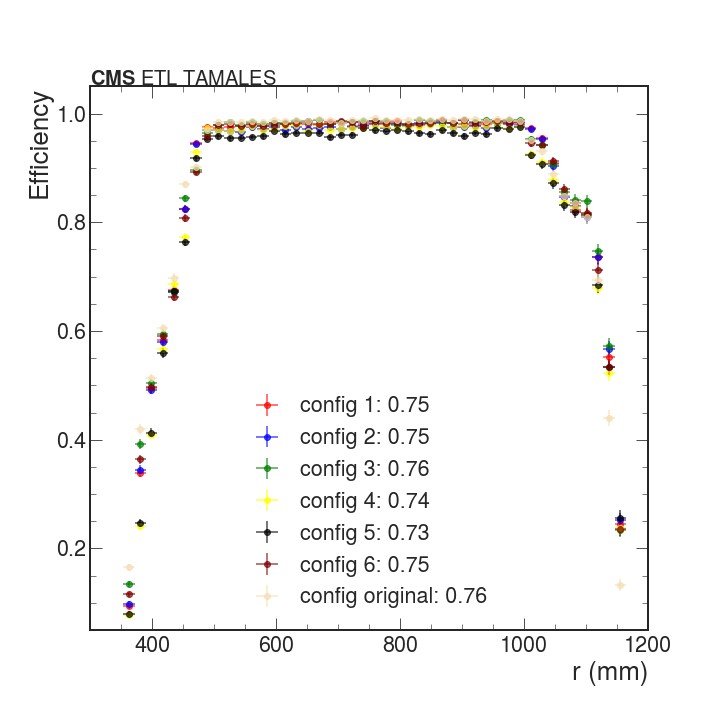 CMS ETL TAMALES
Efficiency
1.0
0.8
0.6
0.4
0.2
config 1: 0.75
config 2: 0.75
config 3: 0.76
config 4: 0.74
config 5: 0.73
config 6: 0.75
config original: 0.76
400 600 800 1000 1200
r (mm)